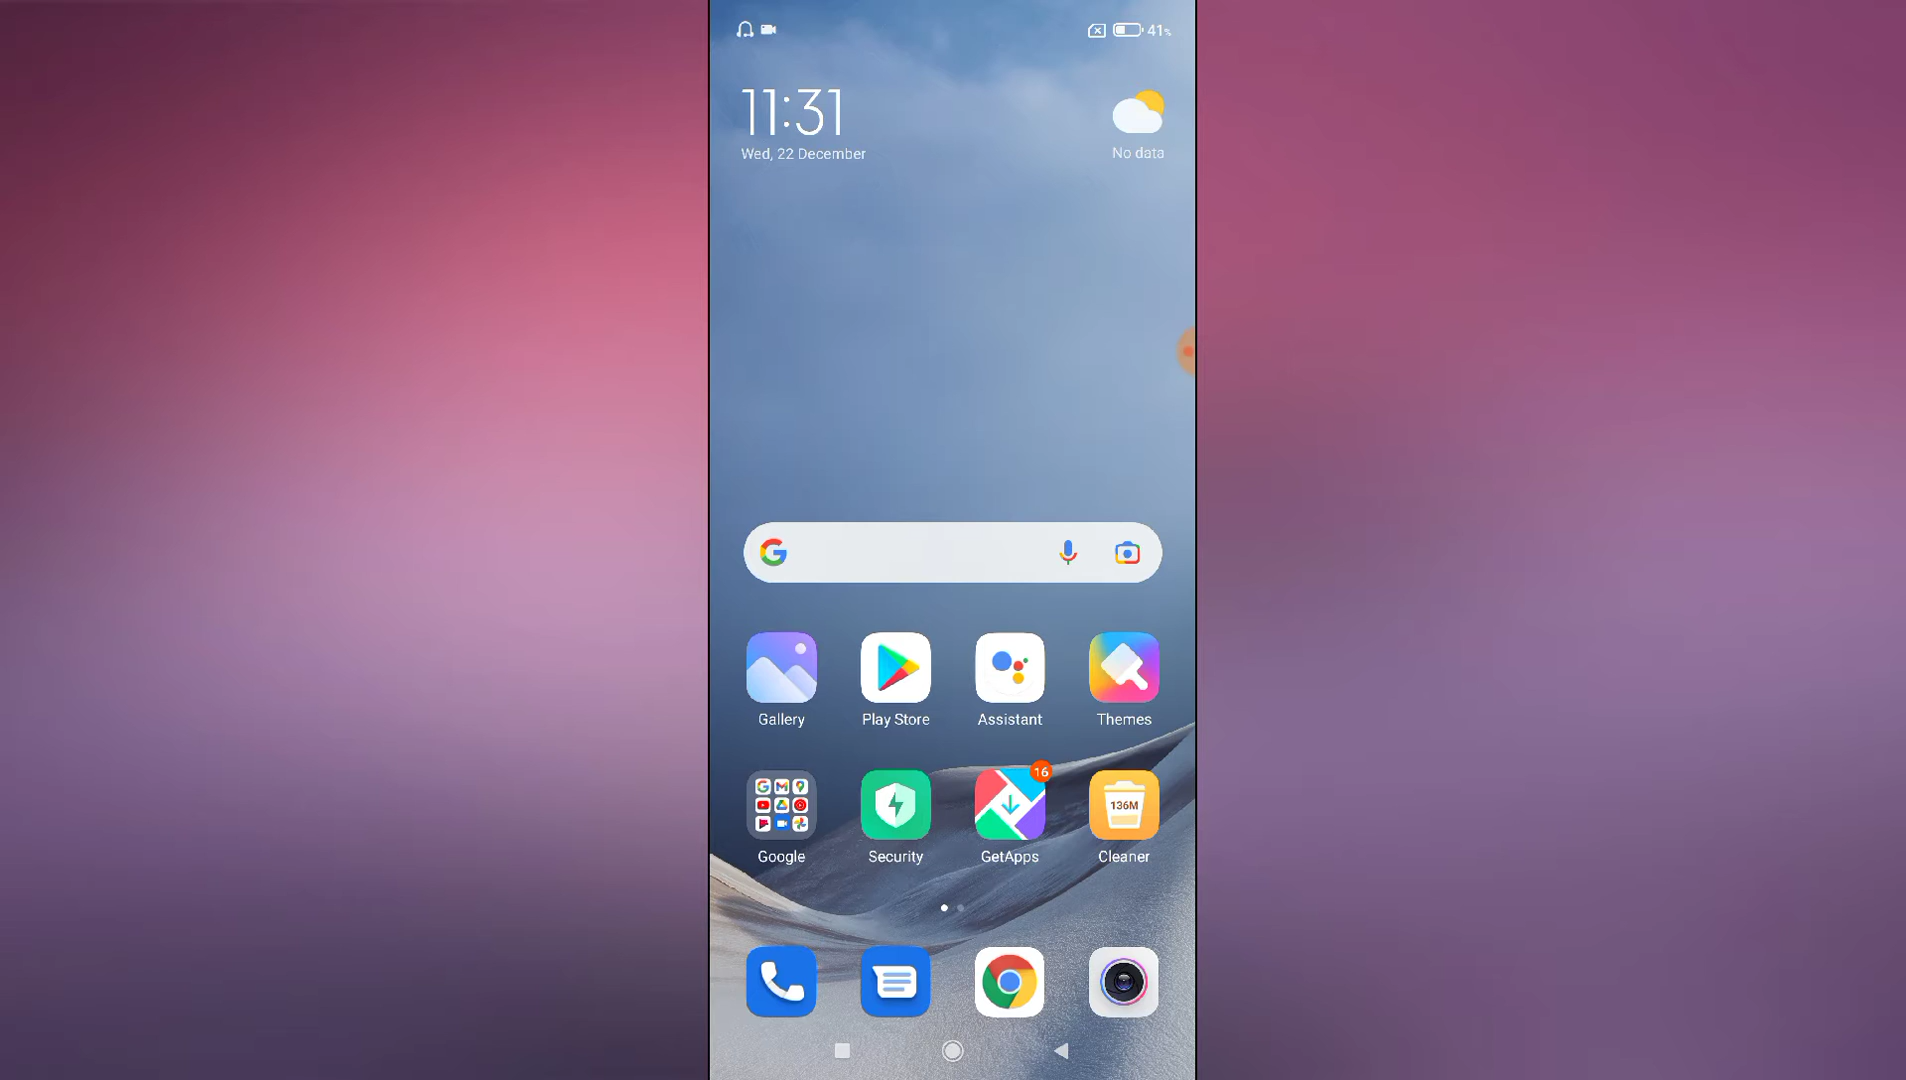 41%
11:31
Wed, 22 December
No data
Gallery
Play Store
Assistant
Themes
16
136M
Google
Security
GetApps
Cleaner